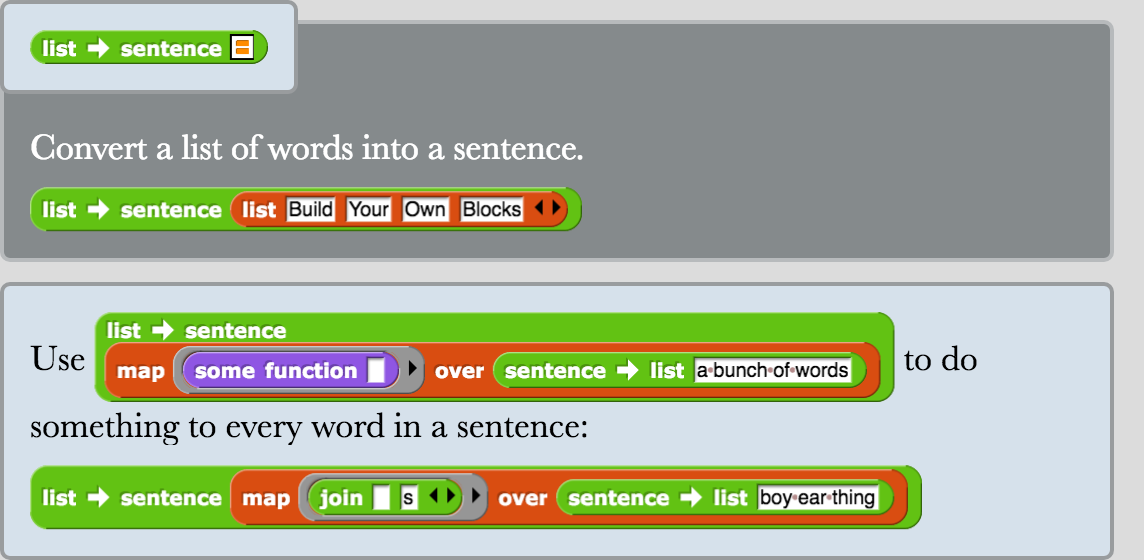 list ➔ sentence
Convert a list of words into a sentence.
list ➔ sentence list Build Your Own Blocks
list ➔ sentence
Use map some function over sentence ➔ list a·bunch·of·words to do
something to every word in a sentence:
list ➔ sentence map join s over sentence ➔ list boy·ear·thing